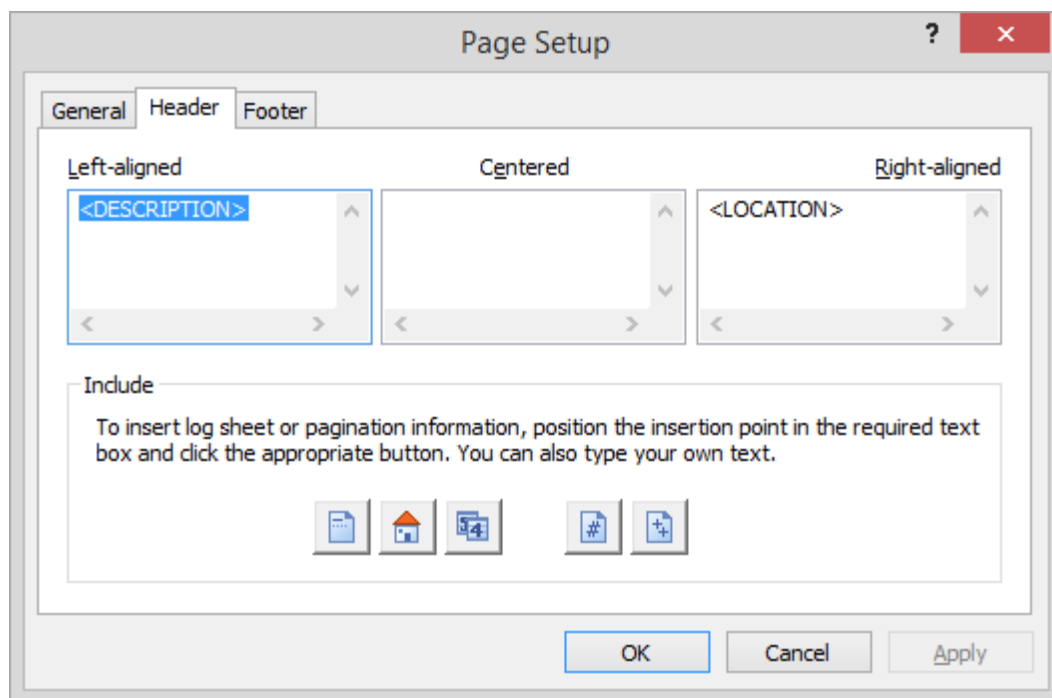 Page Setup
?
General Header Footer
Left-aligned Centered Right-aligned
<DESCRIPTION> <LOCATION>
Include
To insert log sheet or pagination information, position the insertion point in the required text
box and click the appropriate button. You can also type your own text.
54 #
OK Cancel Apply